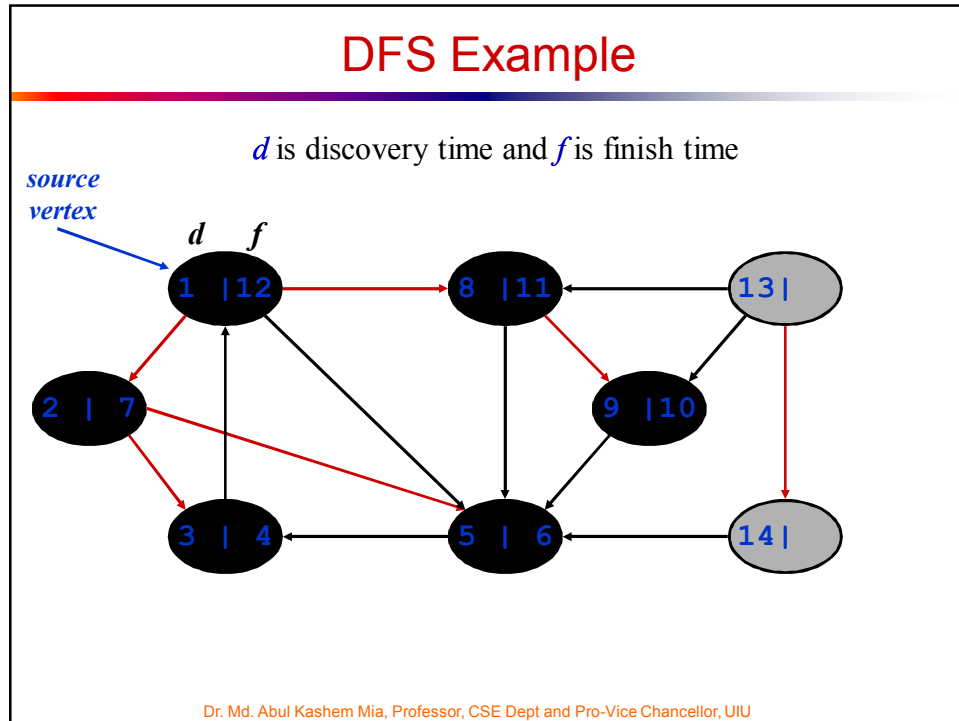 DFS Example
d is discovery time and f is finish time
source
vertex
d f
1 |12 8 |11 13|
2 | 7 9 |10
3 | 4 5 | 6 14|
Dr. Md. Abul Kashem Mia, Professor, CSE Dept and Pro-Vice Chancellor, UIU